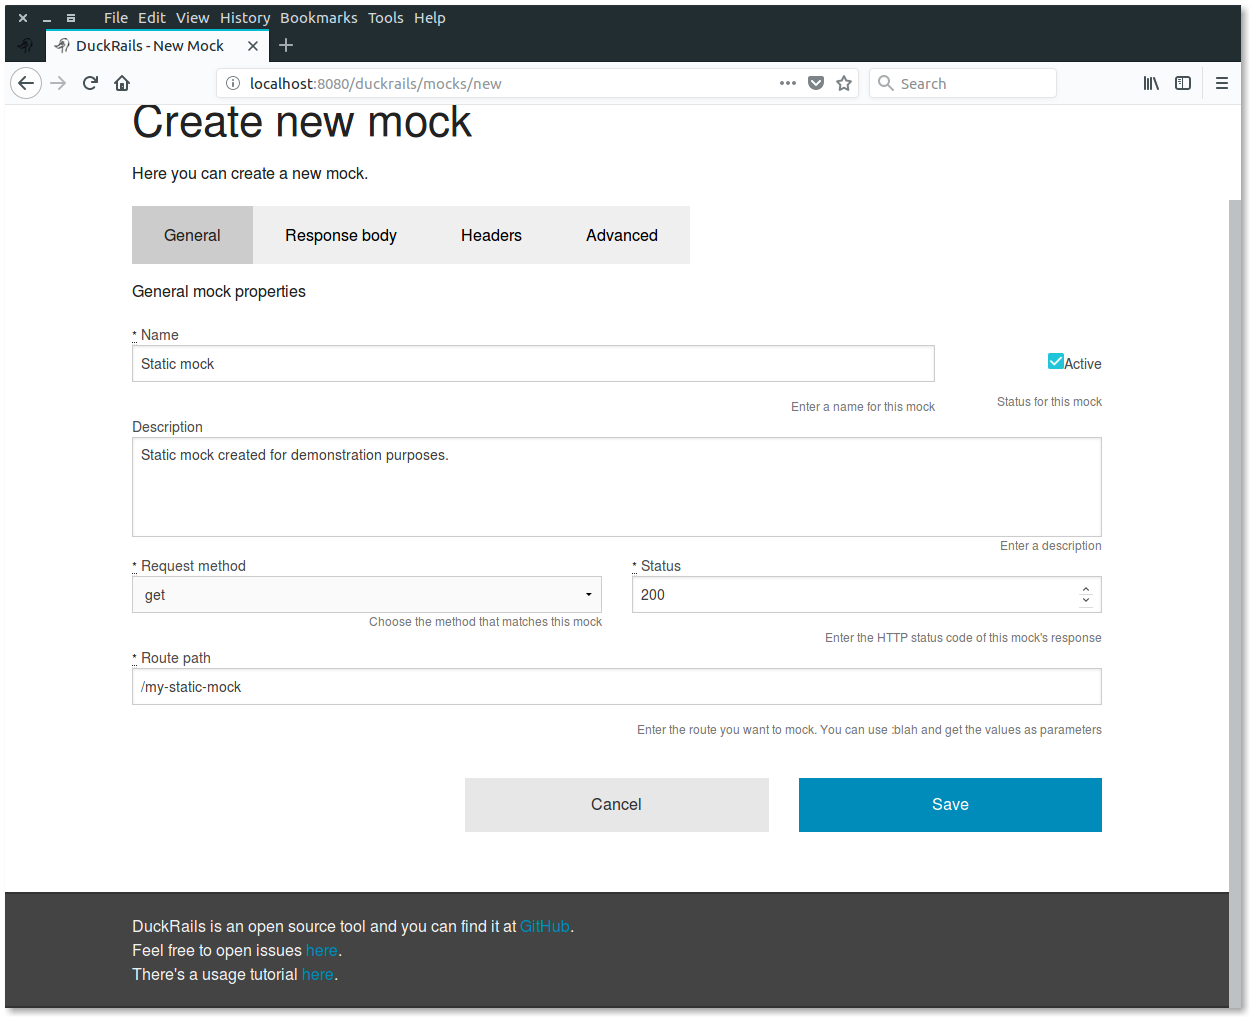 File Edit View History Bookmarks Tools Help
DuckRails - New Mock
localhost:8080/duckrails/mocks/new
Search
Create new mock
Here you can create a new mock.
General Response body Headers Advanced
General mock properties
* Name
Static mock
Active
Enter a name for this mock
Status for this mock
Description
Static mock created for demonstration purposes.
Enter a description
* Request method
* Status
get
200
Choose the method that matches this mock
Enter the HTTP status code of this mock's response
* Route path
/my-static-mock
Enter the route you want to mock. You can use :blah and get the values as parameters
Cancel
Save
DuckRails is an open source tool and you can find it at GitHub.
Feel free to open issues here.
There's a usage tutorial here.